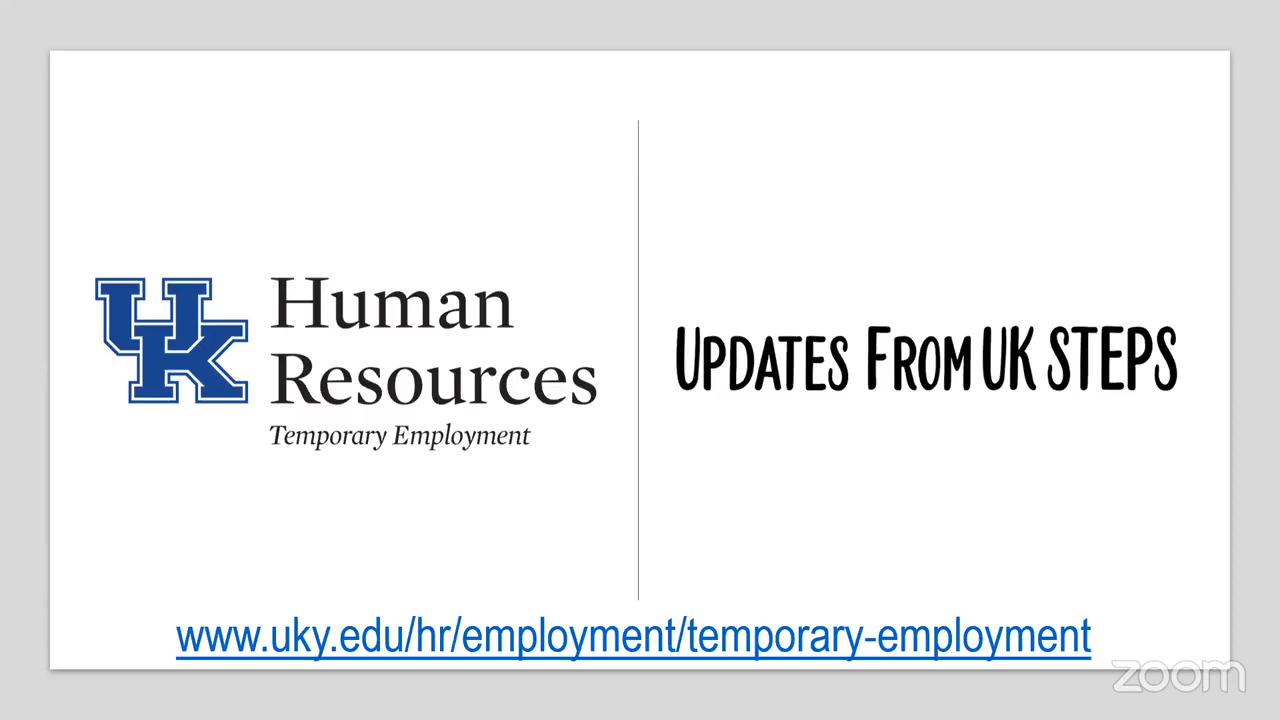 UK
Human
Resources
Temporary Employment
UPDATES FROM UK STEPS
www.uky.edu/hr/employment/temporary-employment
zoom